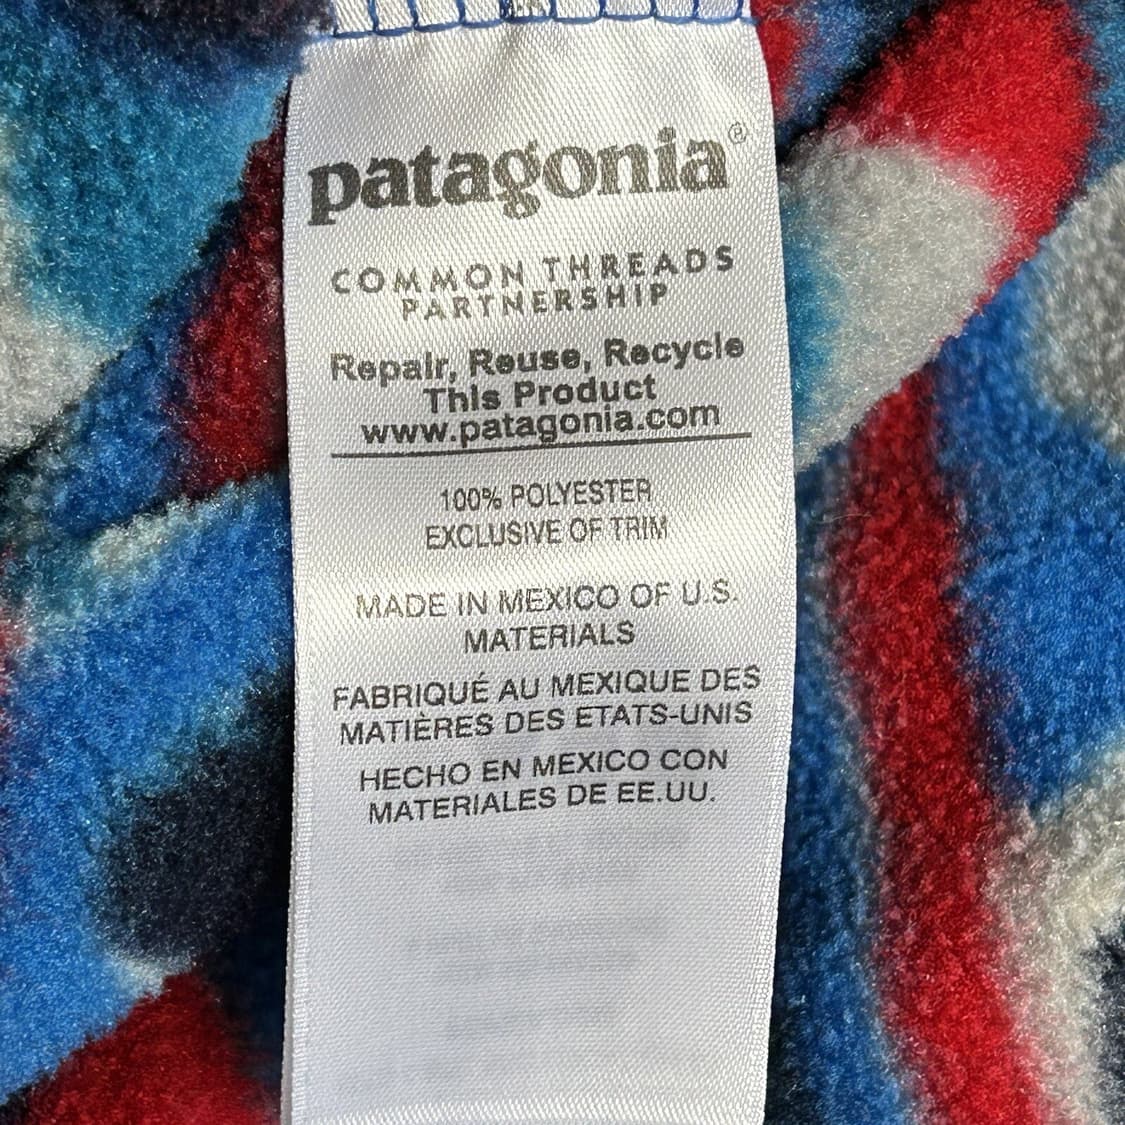 patagonia®
COMMON THREADS
PARTNERSHIP
Repair, Reuse, Recycle
This Product
www.patagonia.com
100% POLYESTER
EXCLUSIVE OF TRIM
MADE IN MEXICO OF U.S.
MATERIALS
FABRIQUÉ AU MEXIQUE DES
MATIÈRES DES ETATS-UNIS
HECHO EN MEXICO CON
MATERIALES DE EE.UU.